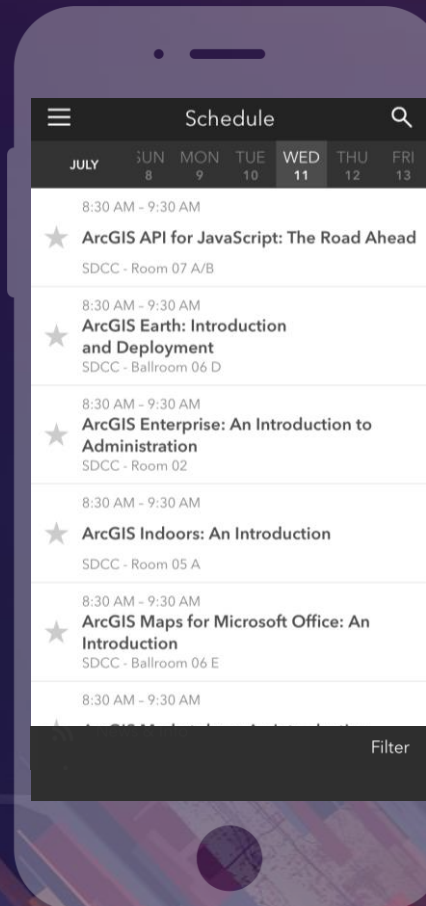 Schedule
JULY
SUN MON TUE WED THU FRI
8 9 10 11 12 13
8:30 AM – 9:30 AM
ArcGIS API for JavaScript: The Road Ahead
SDCC - Room 07 A/B
8:30 AM – 9:30 AM
ArcGIS Earth: Introduction
and Deployment
SDCC - Ballroom 06 D
8:30 AM – 9:30 AM
ArcGIS Enterprise: An Introduction to
Administration
SDCC - Room 02
8:30 AM – 9:30 AM
ArcGIS Indoors: An Introduction
SDCC - Room 05 A
8:30 AM – 9:30 AM
ArcGIS Maps for Microsoft Office: An
Introduction
SDCC - Ballroom 06 E
8:30 AM – 9:30 AM
Filter